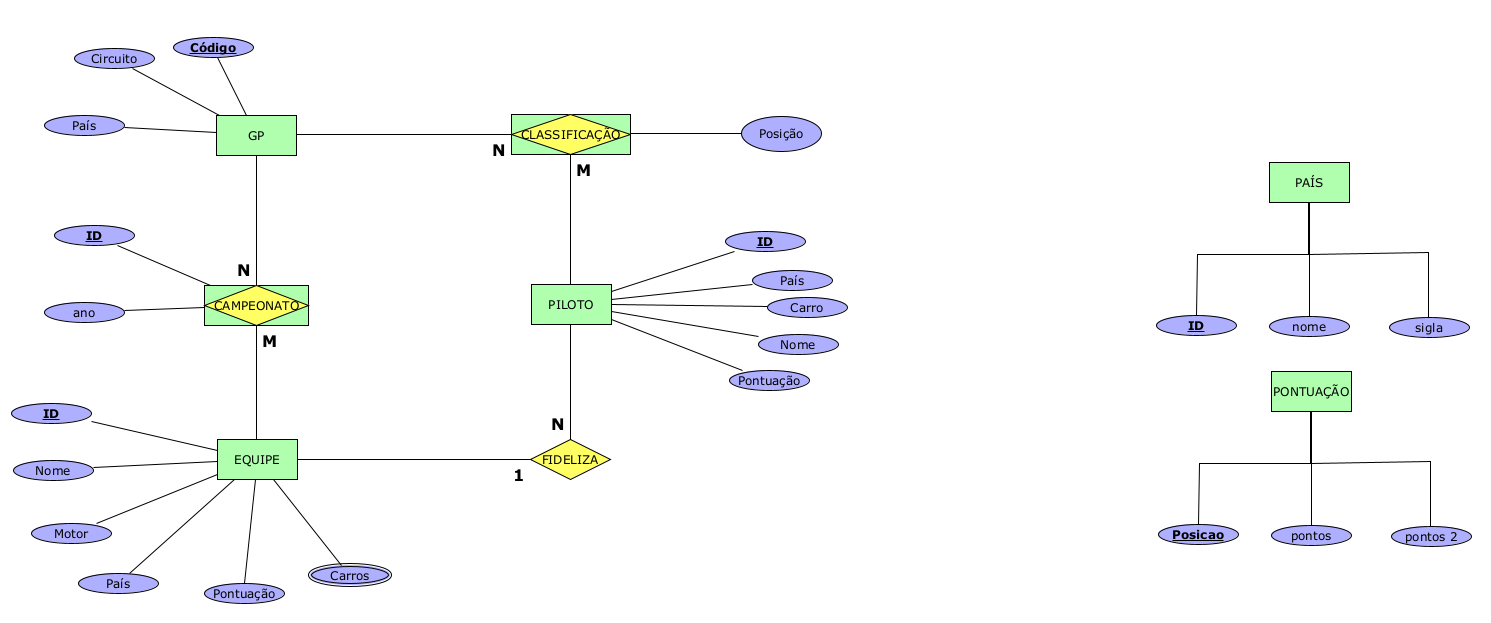 Código
Circuito
País
GP
CLASSIFICAÇÃO
Posição
N
M
PAÍS
ID
nome
sigla
ID
ano
N
CAMPEONATO
M
PILOTO
ID
País
Carro
Nome
Pontuação
PONTUAÇÃO
Posicao
pontos
pontos 2
N
FIDELIZA
1
EQUIPE
ID
Nome
Motor
País
Pontuação
Carros